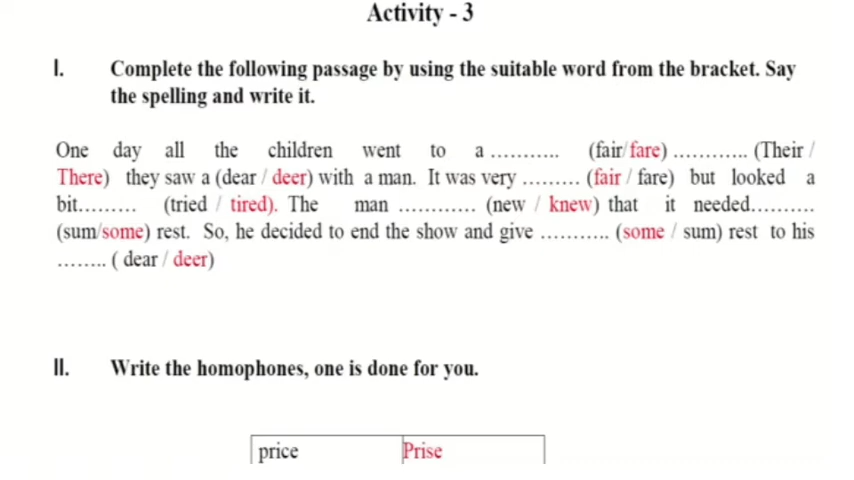 Activity - 3
I. Complete the following passage by using the suitable word from the bracket. Say
the spelling and write it.
One day all the children went to a ........... (fair/fare) ............ (Their /
There) they saw a (dear / deer) with a man. It was very ......... (fair / fare) but looked a
bit......... (tried / tired). The man ............ (new / knew) that it needed..........
(sum/some) rest. So, he decided to end the show and give ........... (some / sum) rest to his
........ ( dear / deer)
II. Write the homophones, one is done for you.
price Prise